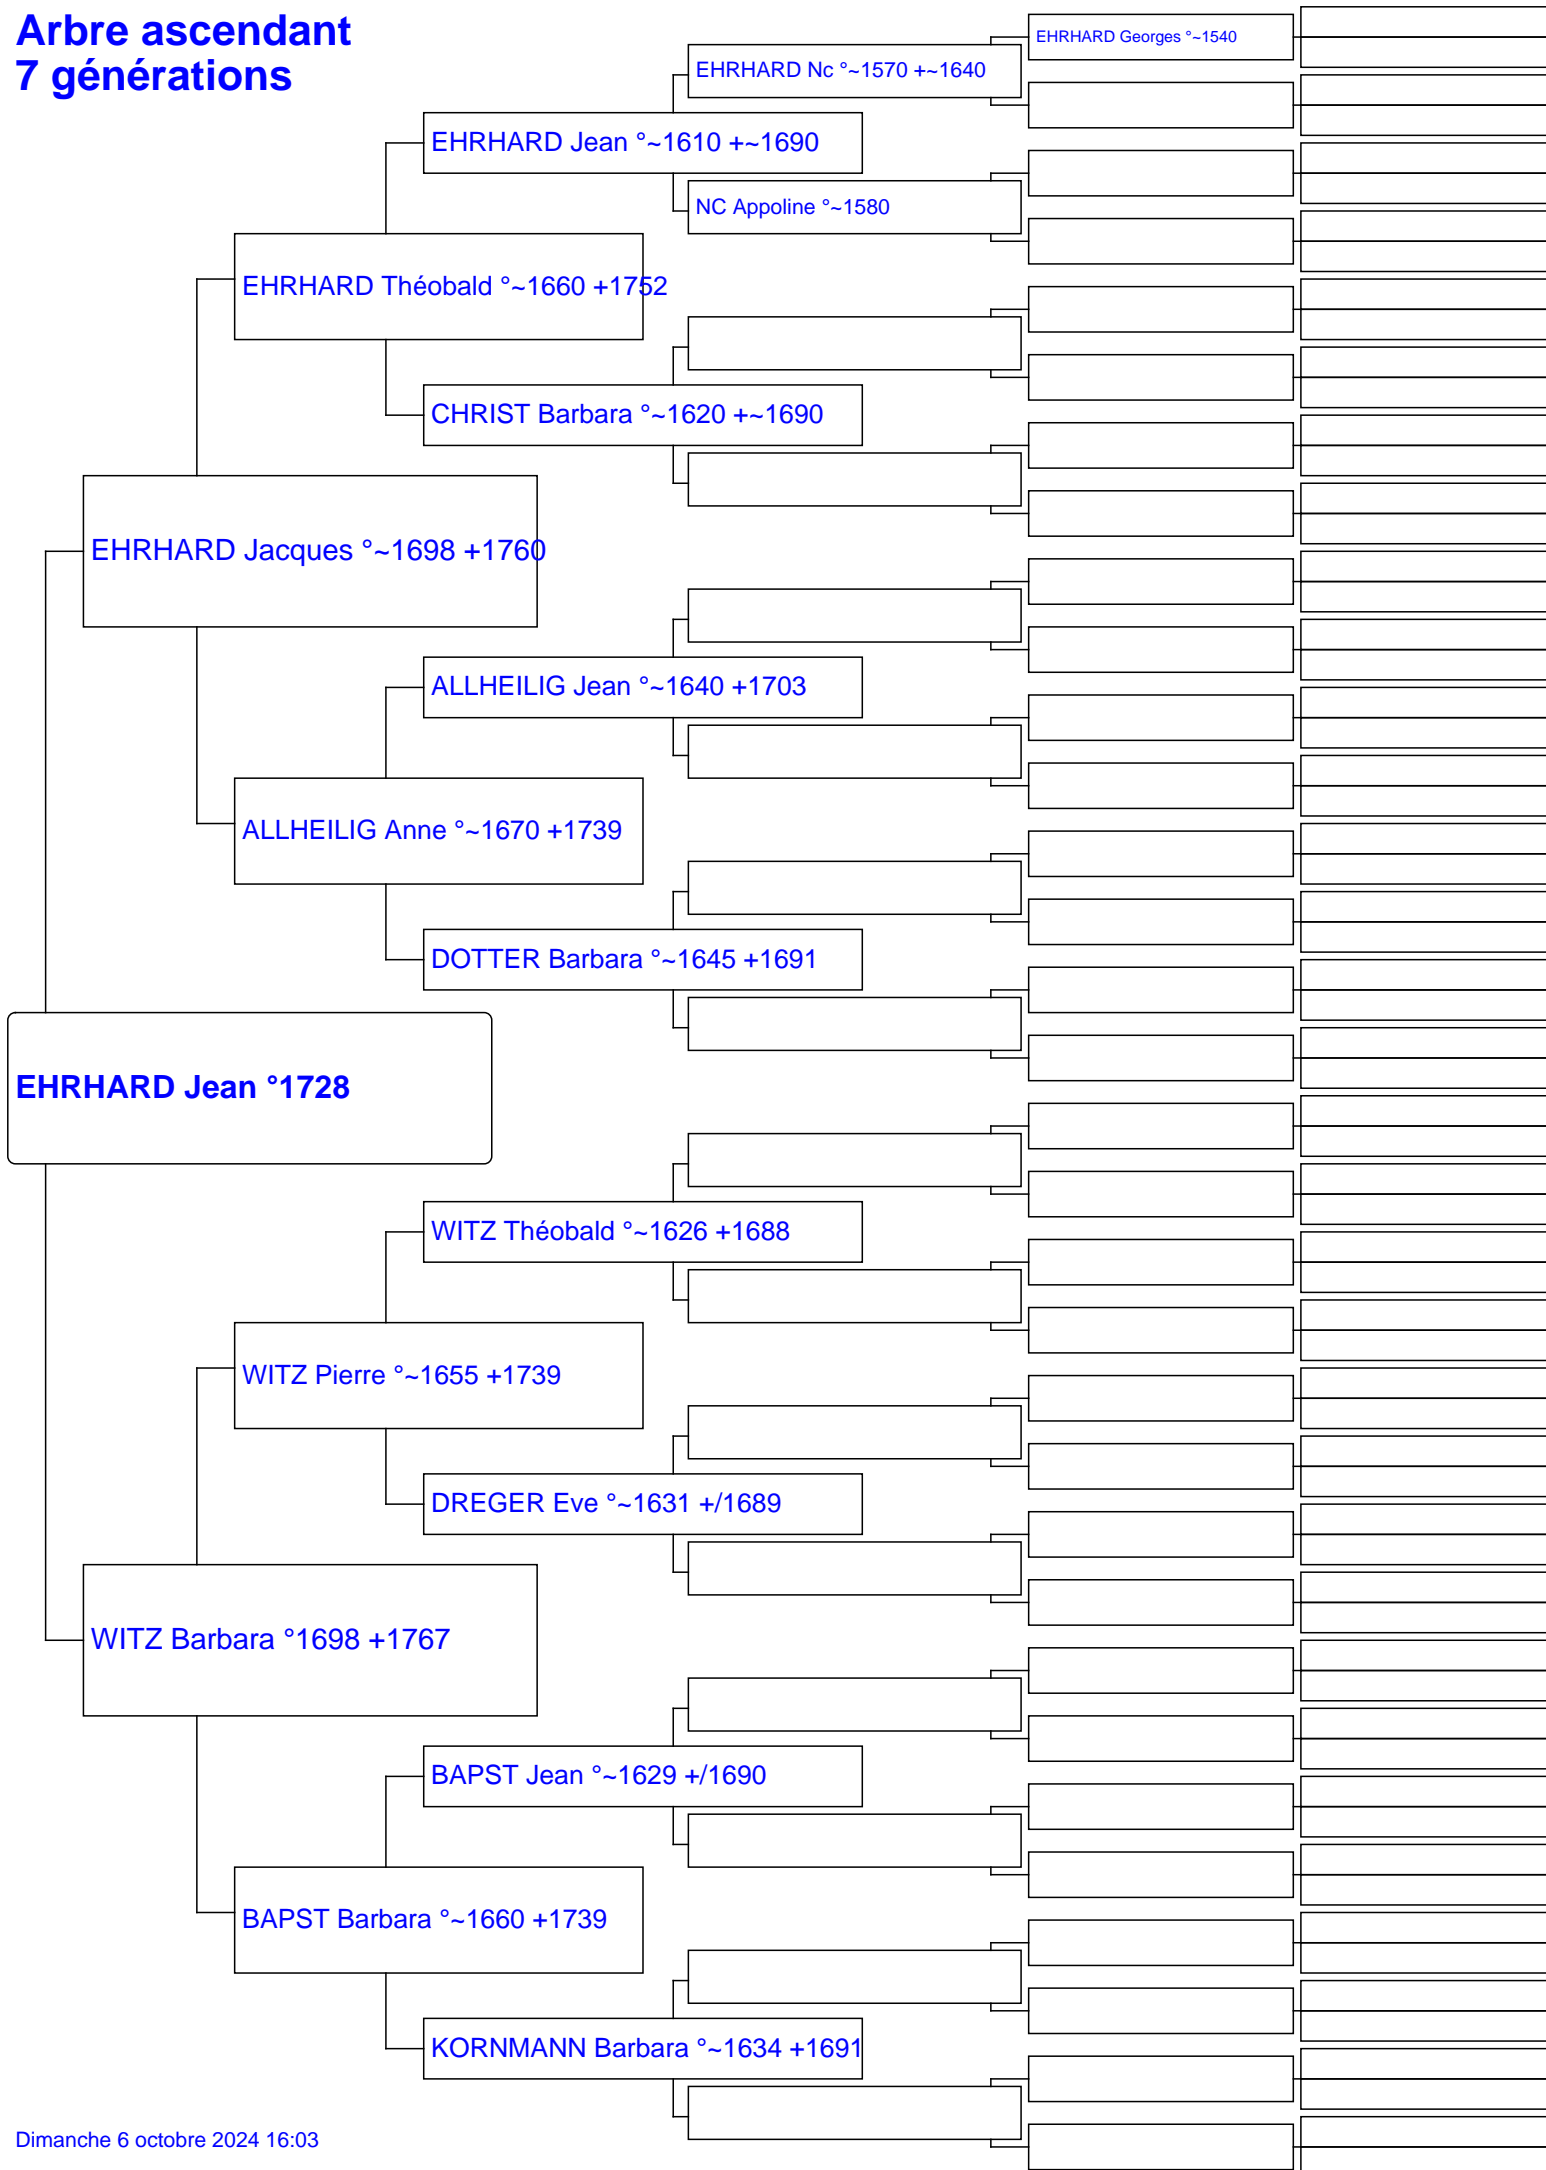 Arbre ascendant
7 générations
EHRHARD Georges °~1540
EHRHARD Nc °~1570 +~1640
EHRHARD Jean °~1610 +~1690
NC Appoline °~1580
EHRHARD Théobald °~1660 +1752
CHRIST Barbara °~1620 +~1690
EHRHARD Jacques °~1698 +1760
ALLHEILIG Jean °~1640 +1703
ALLHEILIG Anne °~1670 +1739
DOTTER Barbara °~1645 +1691
EHRHARD Jean °1728
WITZ Théobald °~1626 +1688
WITZ Pierre °~1655 +1739
DREGER Eve °~1631 +/1689
WITZ Barbara °1698 +1767
BAPST Jean °~1629 +/1690
BAPST Barbara °~1660 +1739
KORNMANN Barbara °~1634 +1691
Dimanche 6 octobre 2024 16:03